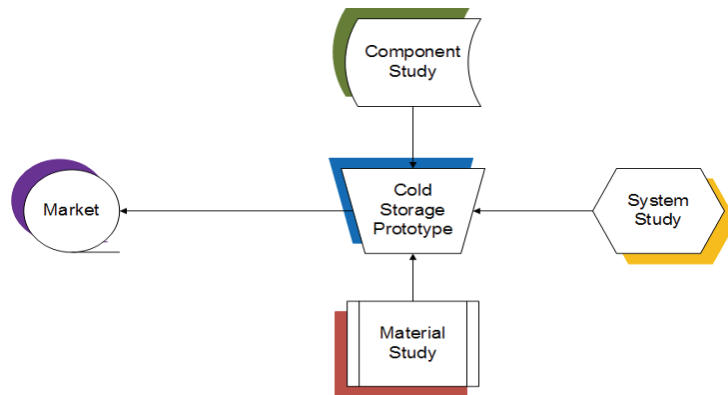 Component
Study
Market
Cold
Storage
Prototype
System
Study
Material
Study